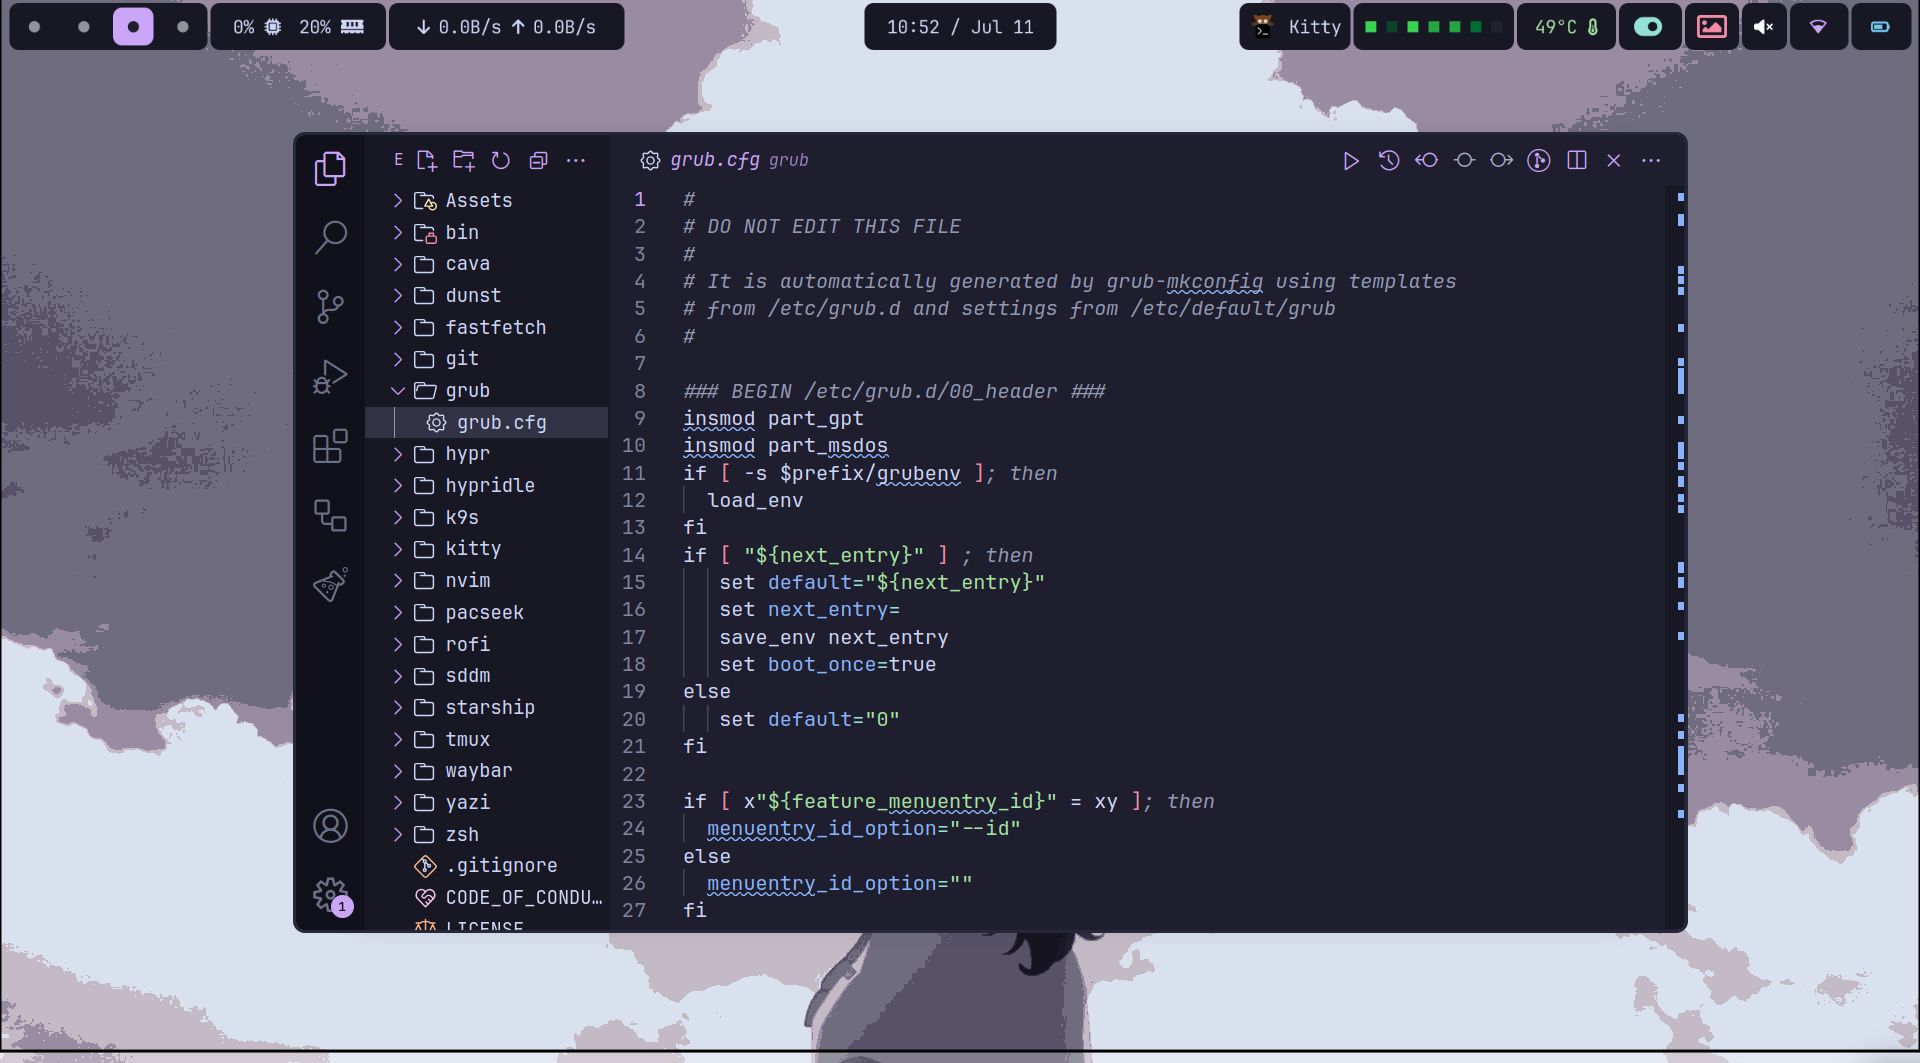 0% 20%
0.0B/s 0.0B/s
10:52 / Jul 11
Kitty
49°C
E
Assets
bin
cava
dunst
fastfetch
git
grub
grub.cfg
hypr
hypridle
k9s
kitty
nvim
pacseek
rofi
sddm
starship
tmux
waybar
yazi
zsh
.gitignore
CODE_OF_CONDU…
LICENSE
1
grub.cfg grub
1 #
2 # DO NOT EDIT THIS FILE
3 #
4 # It is automatically generated by grub-mkconfig using templates
5 # from /etc/grub.d and settings from /etc/default/grub
6 #
7
8 ### BEGIN /etc/grub.d/00_header ###
9 insmod part_gpt
10 insmod part_msdos
11 if [ -s $prefix/grubenv ]; then
12 load_env
13 fi
14 if [ "${next_entry}" ] ; then
15 set default="${next_entry}"
16 set next_entry=
17 save_env next_entry
18 set boot_once=true
19 else
20 set default="0"
21 fi
22
23 if [ x"${feature_menuentry_id}" = xy ]; then
24 menuentry_id_option="--id"
25 else
26 menuentry_id_option=""
27 fi